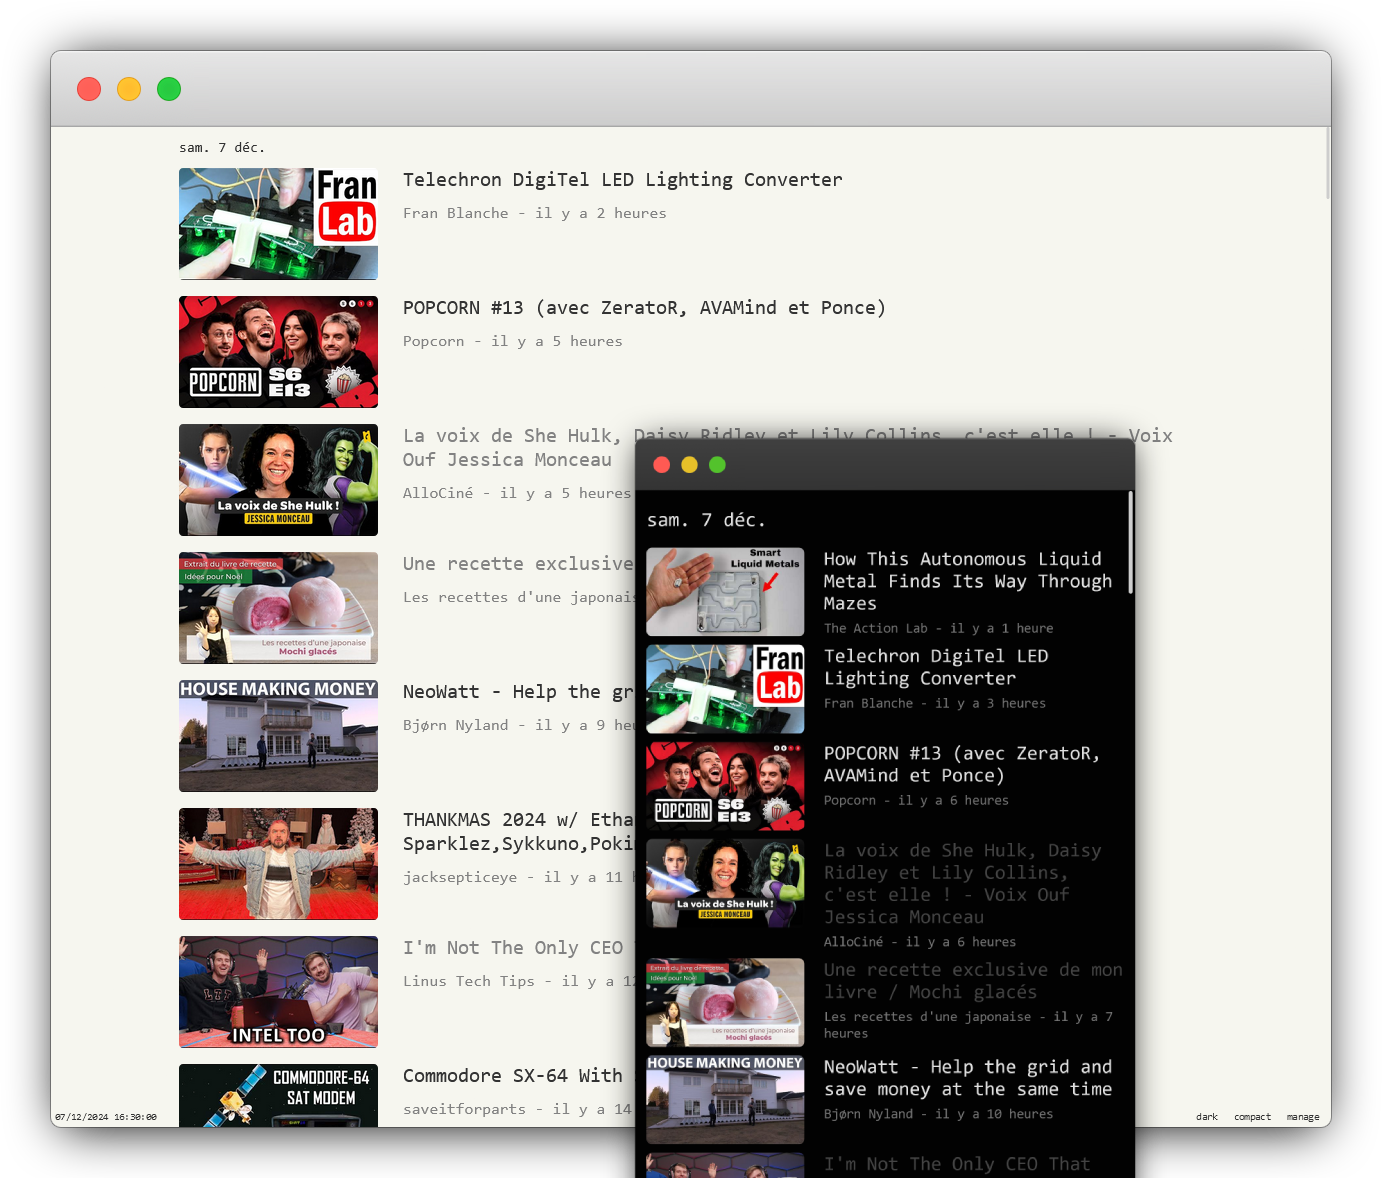 sam. 7 déc.
Fran
Lab
Telechron DigiTel LED Lighting Converter
Fran Blanche - il y a 2 heures
POPCORN S6
E13
POPCORN #13 (avec ZeratoR, AVAMind et Ponce)
Popcorn - il y a 5 heures
La voix de She Hulk !
JESSICA MONCEAU
La voix de She Hulk, Daisy Ridley et Lily Collins, c'est elle ! - Voix
Ouf Jessica Monceau
AlloCiné - il y a 5 heures
Extrait du livre de recette
Idées pour Noël
Les recettes d'une japonaise
Mochi glacés
Une recette exclusive
Les recettes d'une japonais
HOUSE MAKING MONEY
NeoWatt - Help the gr
Bjørn Nyland - il y a 9 heu
THANKMAS 2024 w/ Etha
Sparklez,Sykkuno,Poki
jacksepticeye - il y a 11
INTEL TOO
I'm Not The Only CEO
Linus Tech Tips - il y a 12
COMMODORE-64
SAT MODEM
Commodore SX-64 With
saveitforparts - il y a 14
07/12/2024 16:30:00
dark compact manage
sam. 7 déc.
Smart
Liquid Metals
How This Autonomous Liquid
Metal Finds Its Way Through
Mazes
The Action Lab - il y a 1 heure
Fran
Lab
Telechron DigiTel LED
Lighting Converter
Fran Blanche - il y a 3 heures
POPCORN S6
E13
POPCORN #13 (avec ZeratoR,
AVAMind et Ponce)
Popcorn - il y a 6 heures
La voix de She Hulk !
JESSICA MONCEAU
La voix de She Hulk, Daisy
Ridley et Lily Collins,
c'est elle ! - Voix Ouf
Jessica Monceau
AlloCiné - il y a 6 heures
Extrait du livre de recette
Idées pour Noël
Les recettes d'une japonaise
Mochi glacés
Une recette exclusive de mon
livre / Mochi glacés
Les recettes d'une japonaise - il y a 7
heures
HOUSE MAKING MONEY
NeoWatt - Help the grid and
save money at the same time
Bjørn Nyland - il y a 10 heures
I'm Not The Only CEO That